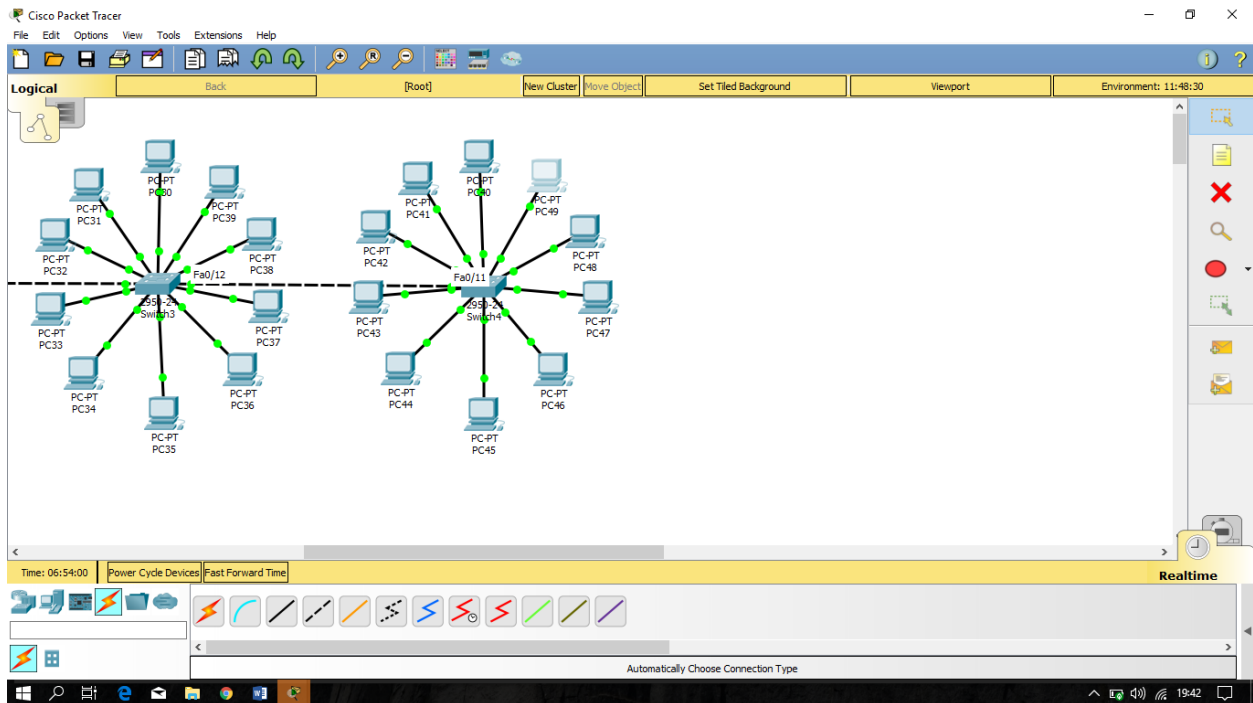 Cisco Packet Tracer
File Edit Options View Tools Extensions Help
Logical Back [Root] New Cluster Move Object Set Tiled Background Viewport Environment: 11:48:30
PC-PT
PC30
PC-PT
PC31
PC-PT
PC39
PC-PT
PC32
PC-PT
PC38
Fa0/12
2950-24
Switch3
PC-PT
PC33
PC-PT
PC37
PC-PT
PC34
PC-PT
PC36
PC-PT
PC35
PC-PT
PC40
PC-PT
PC41
PC-PT
PC49
PC-PT
PC42
PC-PT
PC48
Fa0/11
2950-24
Switch4
PC-PT
PC43
PC-PT
PC47
PC-PT
PC44
PC-PT
PC46
PC-PT
PC45
Time: 06:54:00 Power Cycle Devices Fast Forward Time
Realtime
Automatically Choose Connection Type
19:42